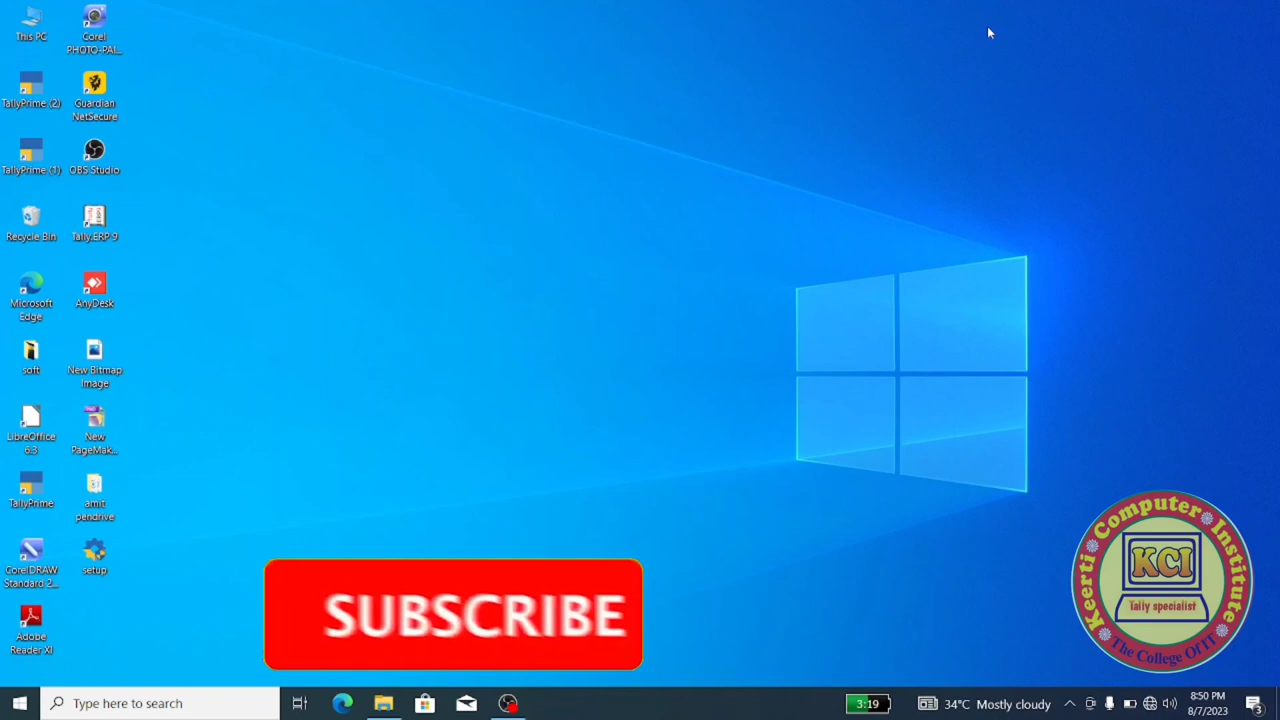 This PC
Corel
PHOTO-PAI...
TallyPrime (2)
Guardian
NetSecure
TallyPrime (1)
OBS Studio
Recycle Bin
Tally.ERP 9
Microsoft
Edge
AnyDesk
soft
New Bitmap
Image
LibreOffice
6.3
New
PageMak...
TallyPrime
amit
pendrive
CorelDRAW
Standard 2...
setup
Adobe
Reader XI
SUBSCRIBE
Keerti Computer Institute
KCI
Tally specialist
The College Of IT
Type here to search
3:19
34°C Mostly cloudy
8:50 PM
8/7/2023
3